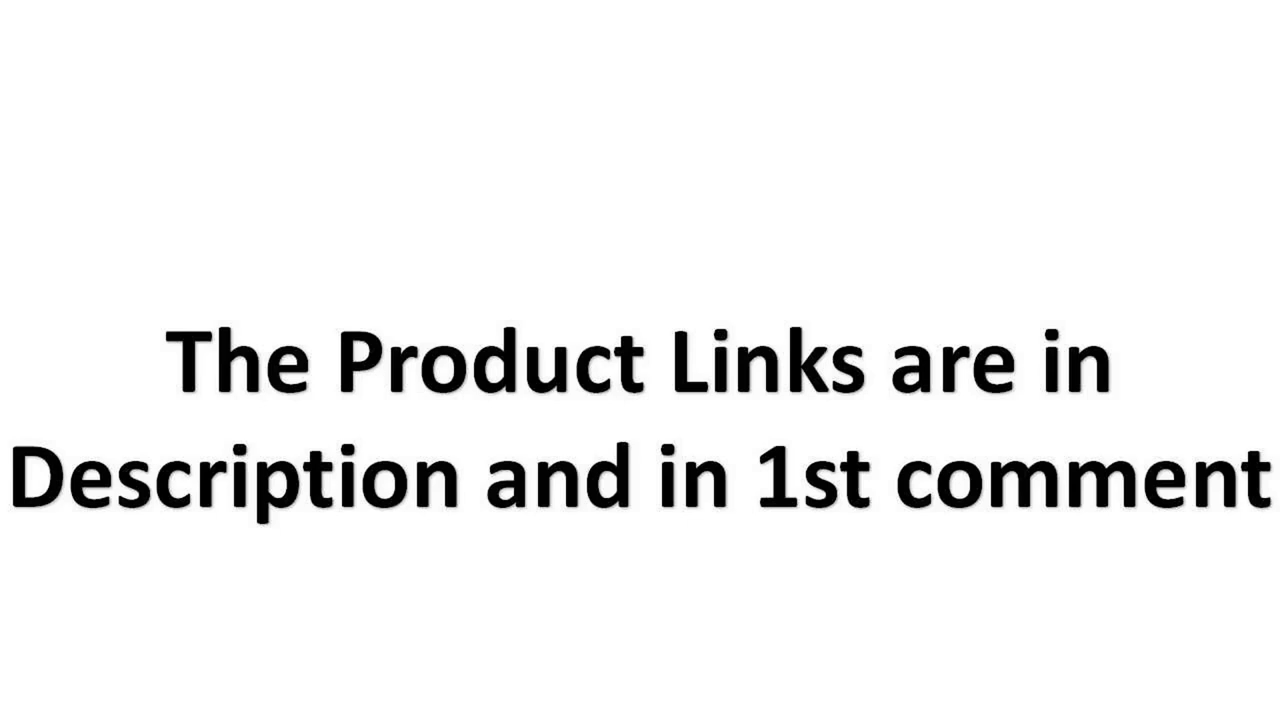 The Product Links are in
Description and in 1st comment